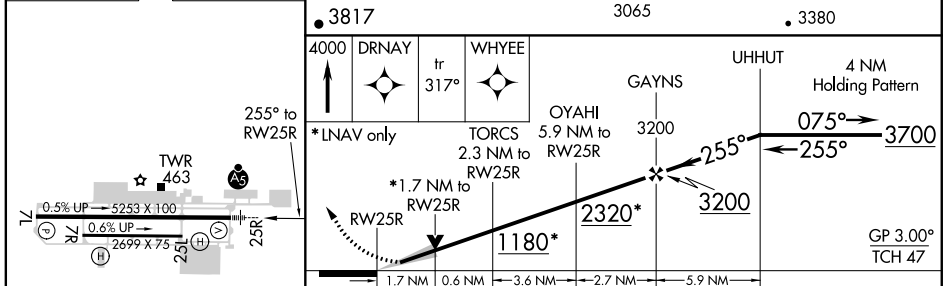 3817
3065
3380
4000
DRNAY
tr
317°
WHYEE
*LNAV only
UHHUT
4 NM
Holding Pattern
GAYNS
3200
OYAHI
5.9 NM to
RW25R
TORCS
2.3 NM to
RW25R
*1.7 NM to
RW25R
RW25R
075°
255°
255°
3700
3200
2320*
1180*
GP 3.00°
TCH 47
1.7 NM
0.6 NM
3.6 NM
2.7 NM
5.9 NM
255° to
RW25R
TWR
463
A5
7L
0.5% UP
5253 X 100
25R
7R
0.6% UP
2699 X 75
25L
P
H
H
V